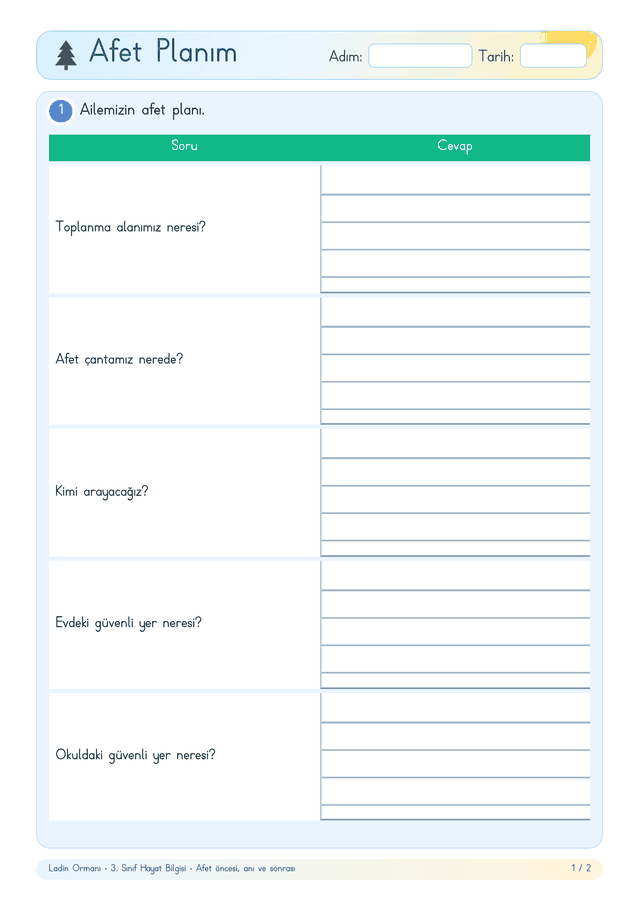 Afet Planım
Adım: Tarih:
1 Ailemizin afet planı.
Soru Cevap
Toplanma alanımız neresi?
Afet çantamız nerede?
Kimi arayacağız?
Evdeki güvenli yer neresi?
Okuldaki güvenli yer neresi?
Ladin Ormanı • 3. Sınıf Hayat Bilgisi • Afet öncesi, anı ve sonrası 1 / 2